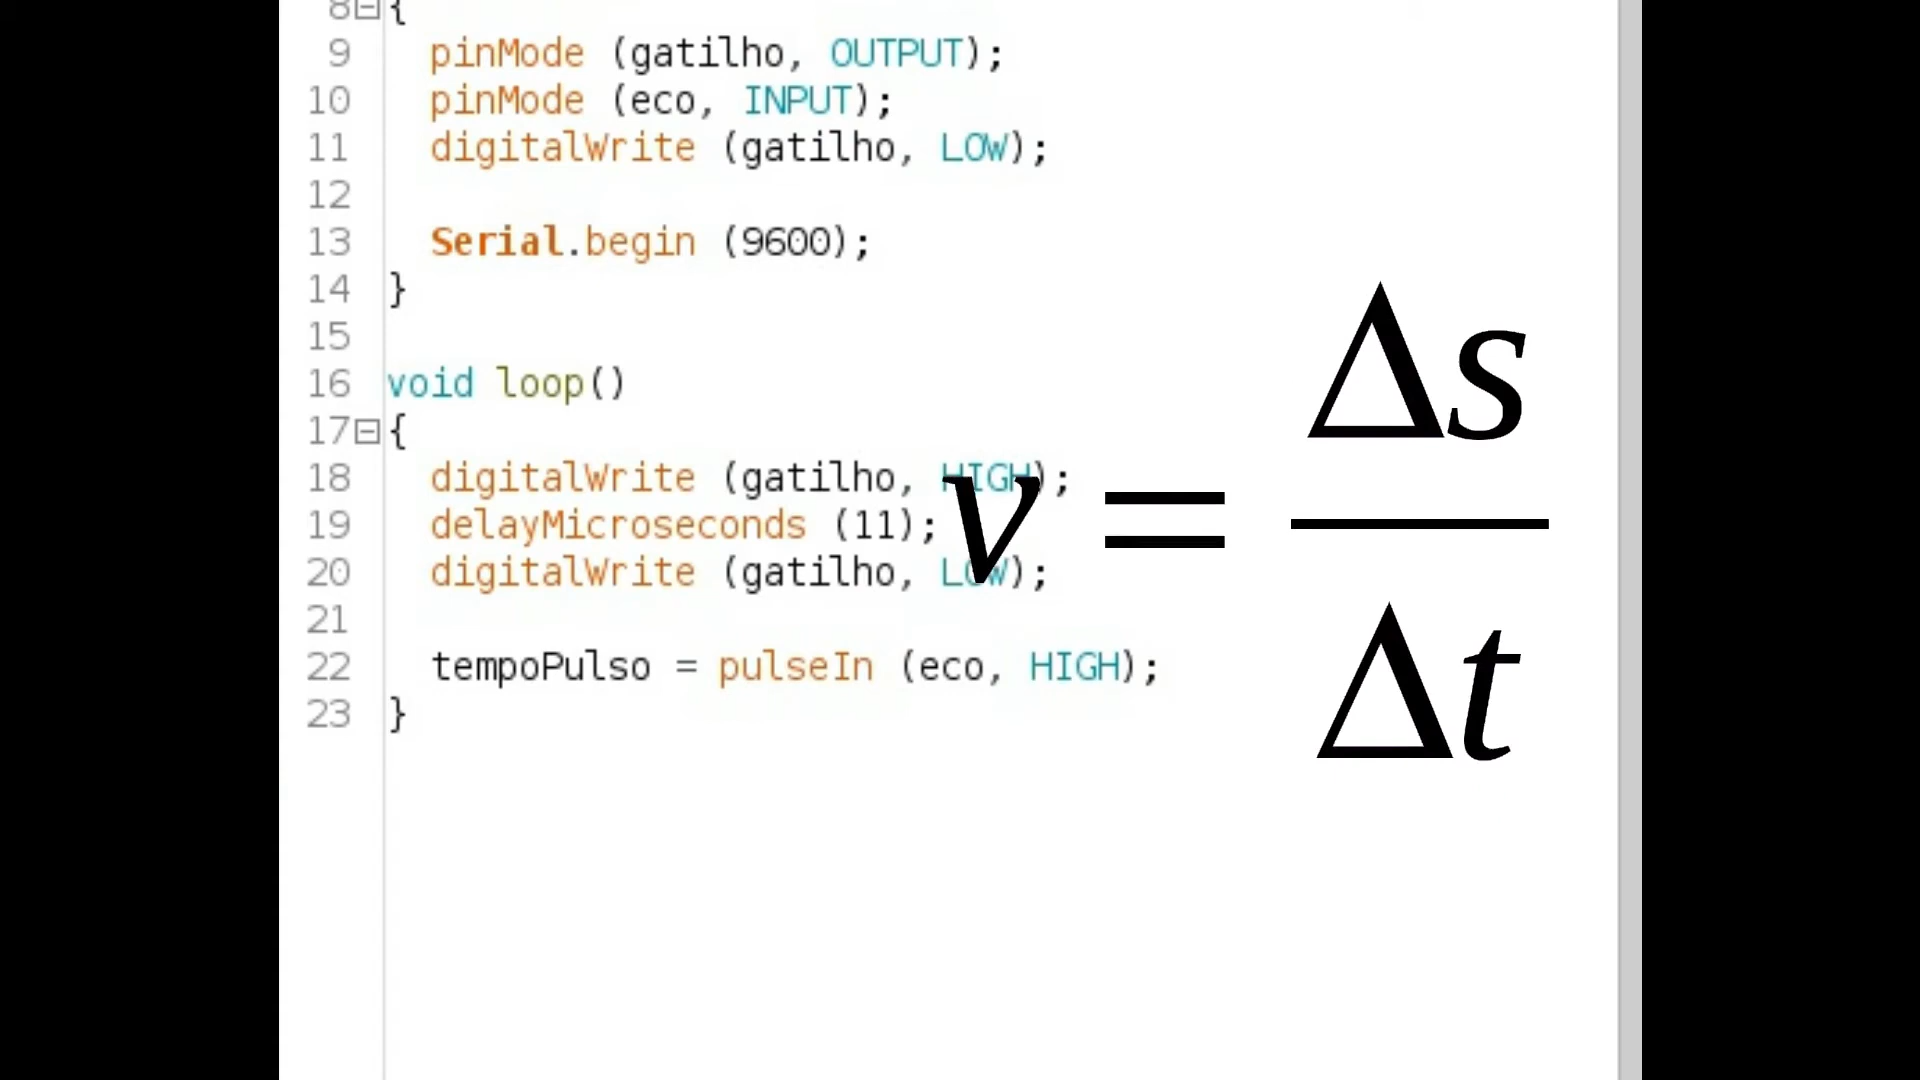 8 {
9 pinMode (gatilho, OUTPUT);
10 pinMode (eco, INPUT);
11 digitalWrite (gatilho, LOW);
12
13 Serial.begin (9600);
14 }
15
16 void loop()
17 {
18 digitalWrite (gatilho, HIGH);
19 delayMicroseconds (11);
20 digitalWrite (gatilho, LOW);
21
22 tempoPulso = pulseIn (eco, HIGH);
23 }
Δs
v =
Δt